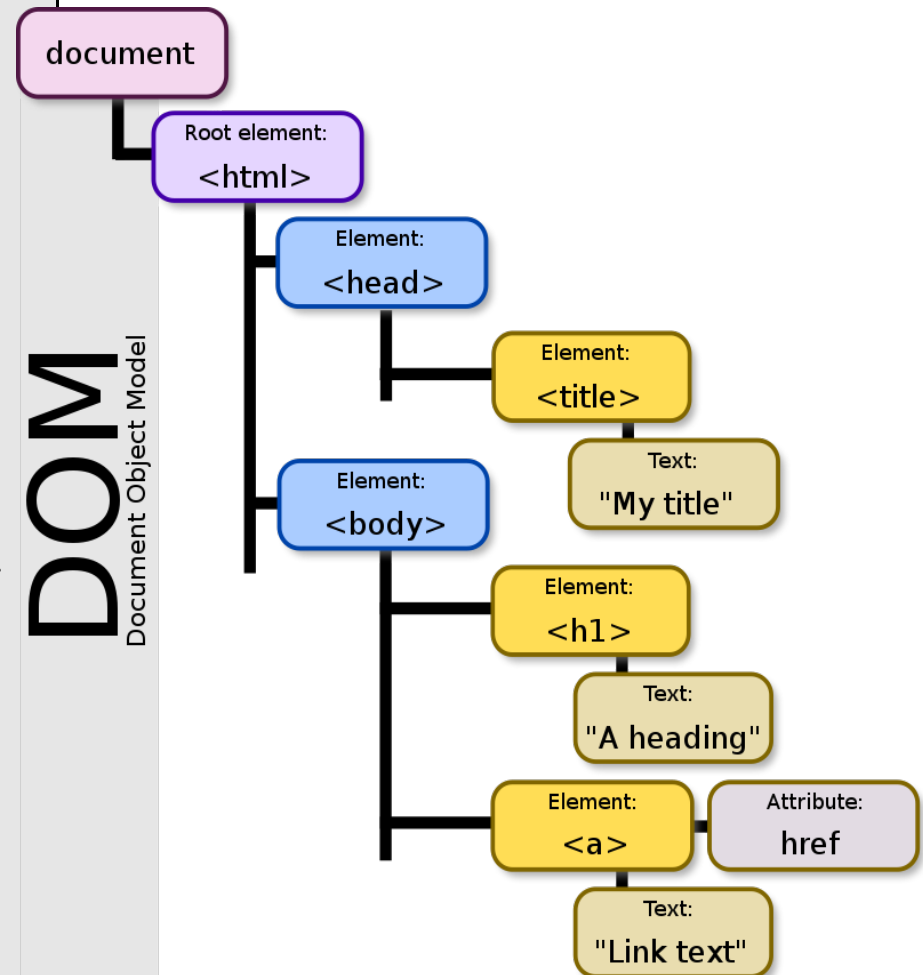 document
Root element:
<html>
Element:
<head>
Element:
<title>
Text:
"My title"
Element:
<body>
Element:
<h1>
Text:
"A heading"
Element:
<a>
Attribute:
href
Text:
"Link text"
DOM
Document Object Model